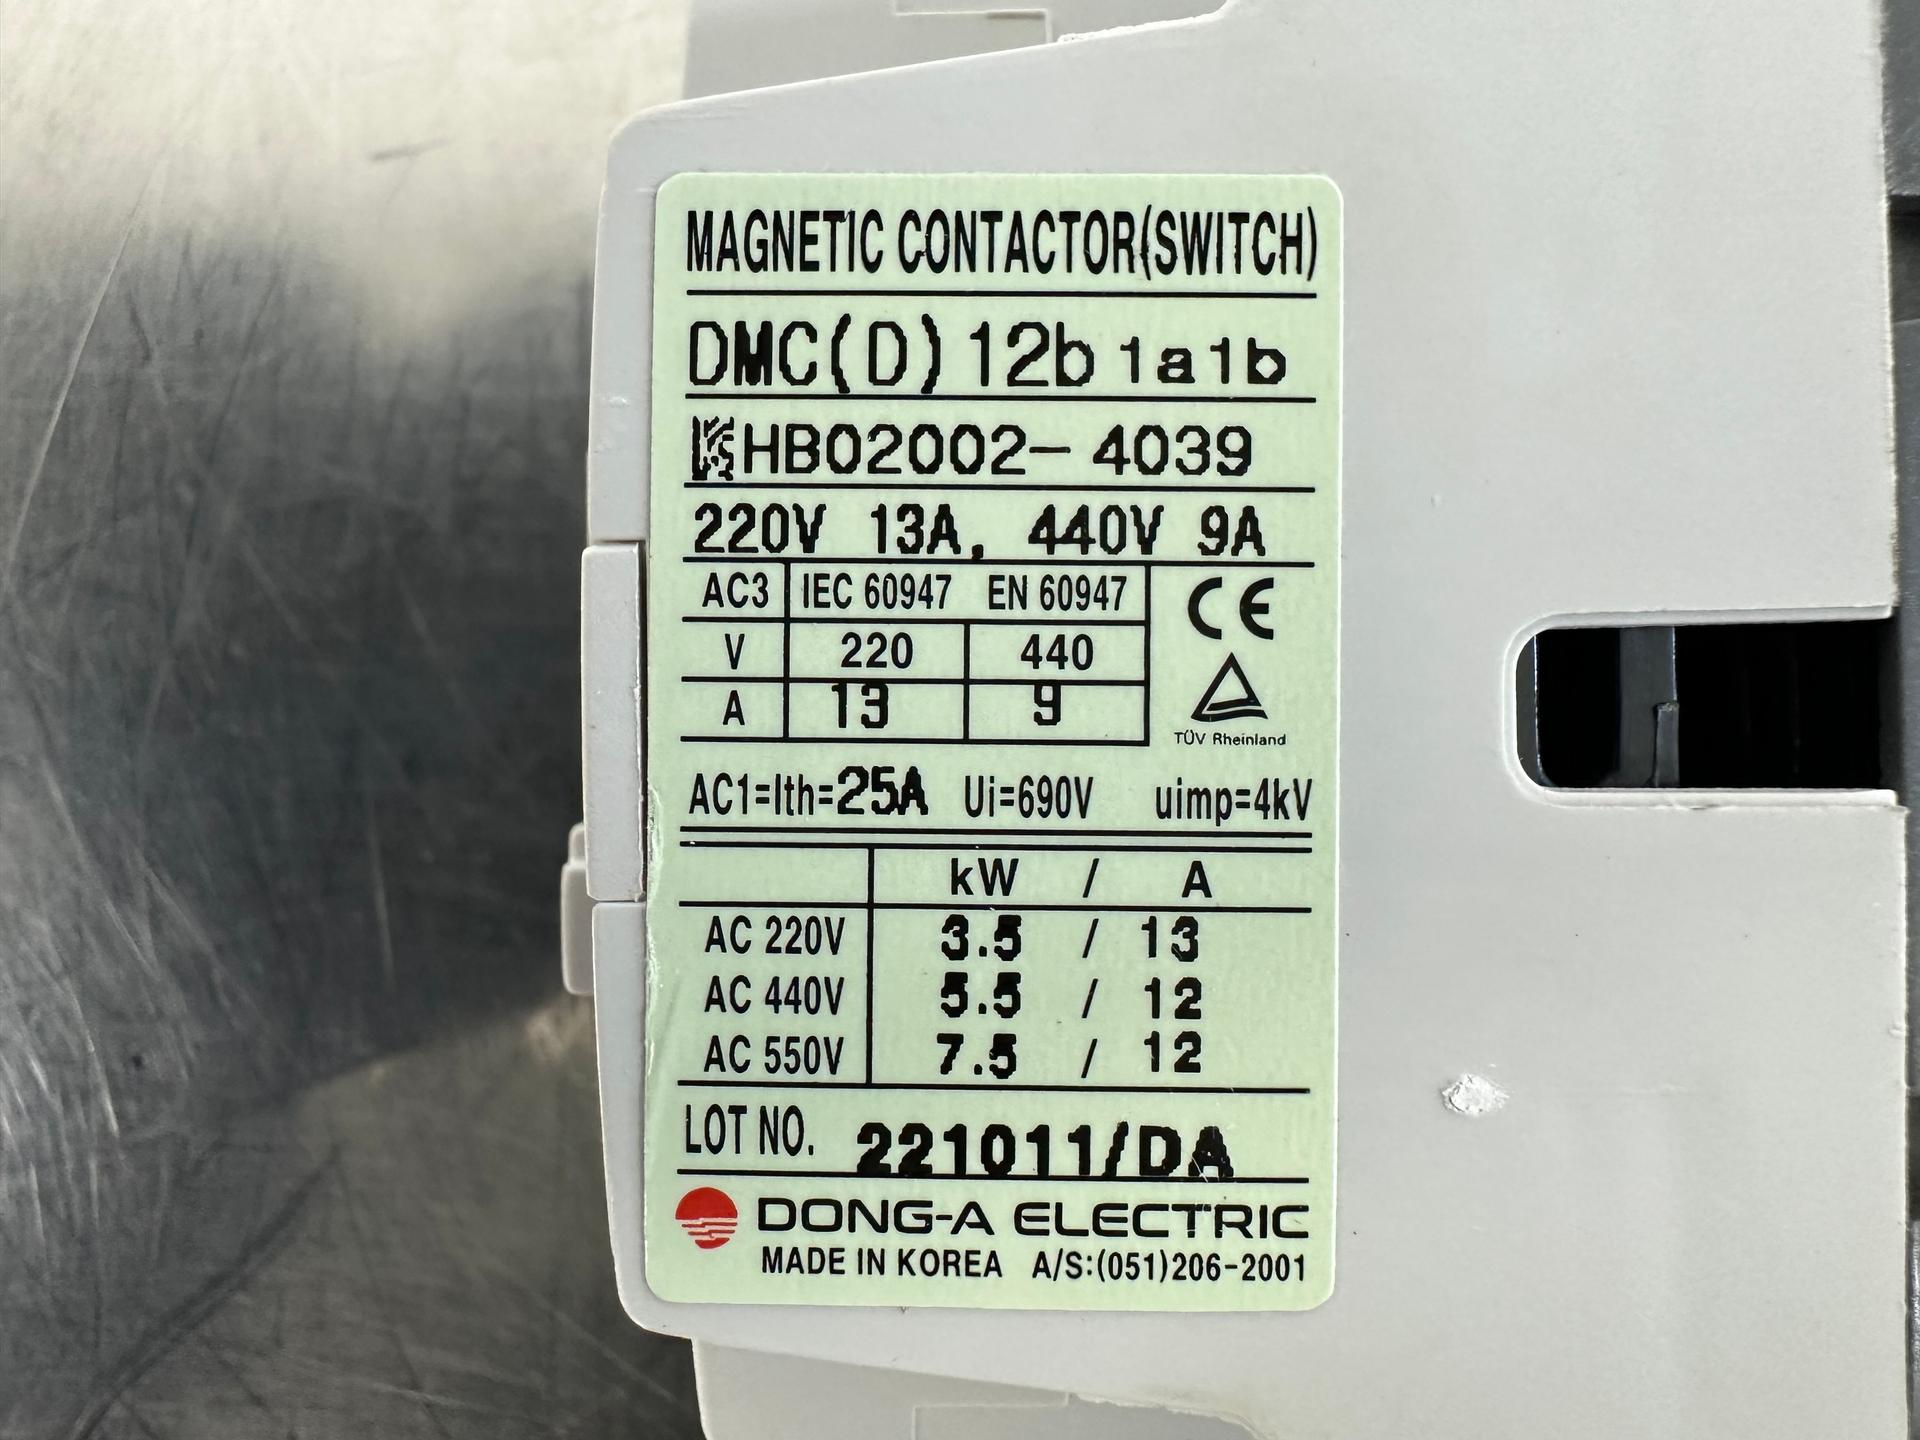 MAGNETIC CONTACTOR(SWITCH)
DMC(D)12b 1a1b
KS HB02002-4039
220V 13A, 440V 9A
AC3 IEC 60947 EN 60947
V 220 440
A 13 9
CE
TÜV Rheinland
AC1=Ith=25A Ui=690V uimp=4kV
kW / A
AC 220V 3.5 / 13
AC 440V 5.5 / 12
AC 550V 7.5 / 12
LOT NO. 221011/DA
DONG-A ELECTRIC
MADE IN KOREA A/S:(051)206-2001